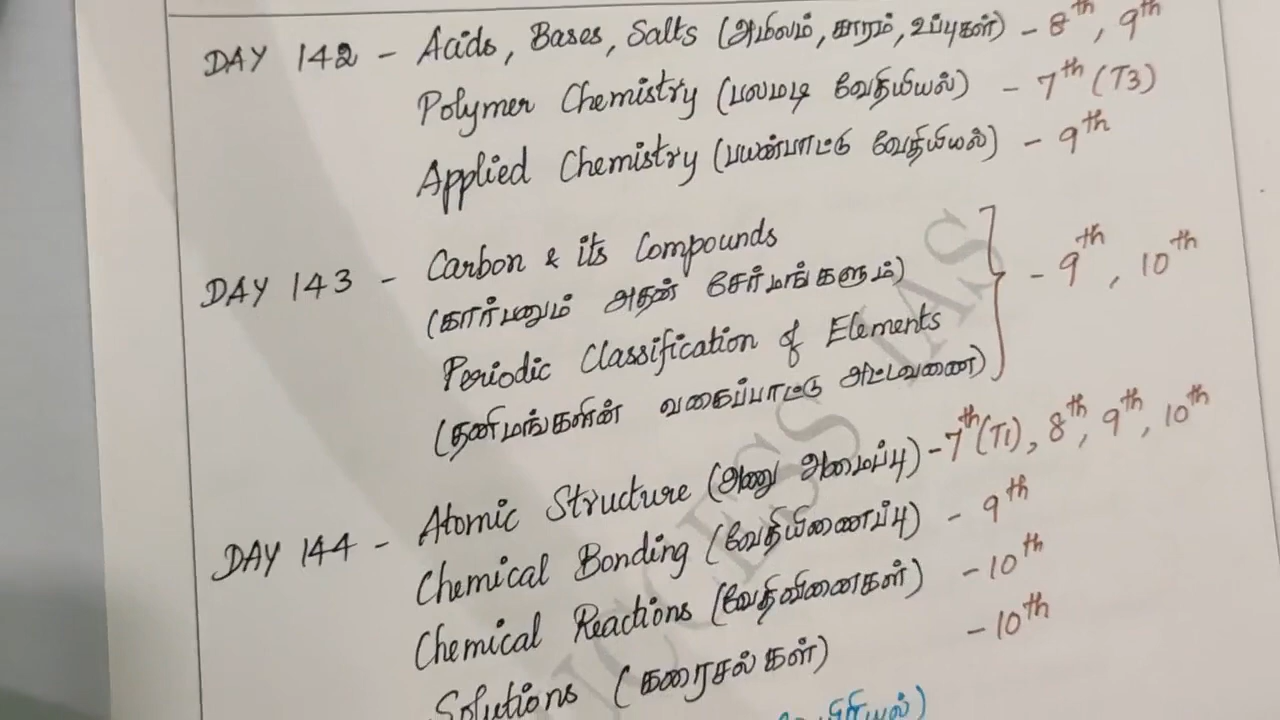 DAY 142 - Acids, Bases, Salts (அமிலம், காரம், உப்புகள்) - 8th, 9th
Polymer Chemistry (பலமடி வேதியியல்) - 7th (T3)
Applied Chemistry (பயன்பாட்டு வேதியியல்) - 9th
DAY 143 - Carbon & its Compounds
(கார்பனும் அதன் சேர்மங்களும்) - 9th, 10th
Periodic Classification of Elements
(தனிமங்களின் வகைப்பாட்டு அட்டவணை)
DAY 144 - Atomic Structure (அணு அமைப்பு) - 7th (T1), 8th, 9th, 10th
Chemical Bonding (வேதியிணைப்பு) - 9th
Chemical Reactions (வேதிவினைகள்) - 10th
Solutions (கரைசல்கள்) - 10th
UCCESS IAS